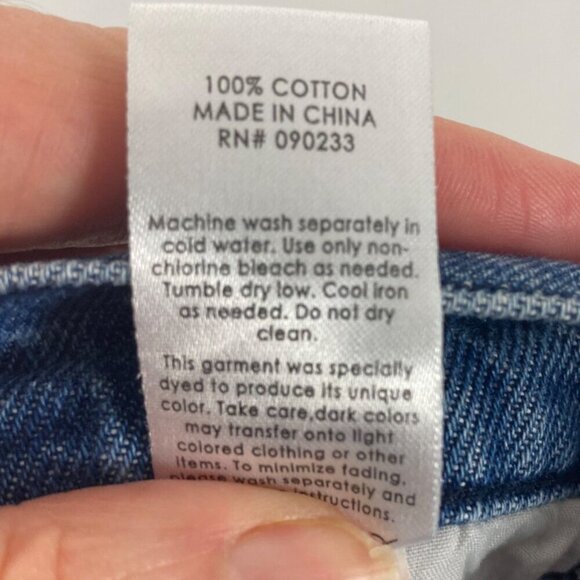 100% COTTON
MADE IN CHINA
RN# 090233
Machine wash separately in
cold water. Use only non-
chlorine bleach as needed.
Tumble dry low. Cool iron
as needed. Do not dry
clean.
This garment was specially
dyed to produce its unique
color. Take care,dark colors
may transfer onto light
colored clothing or other
items. To minimize fading,
please wash separately and
instructions.